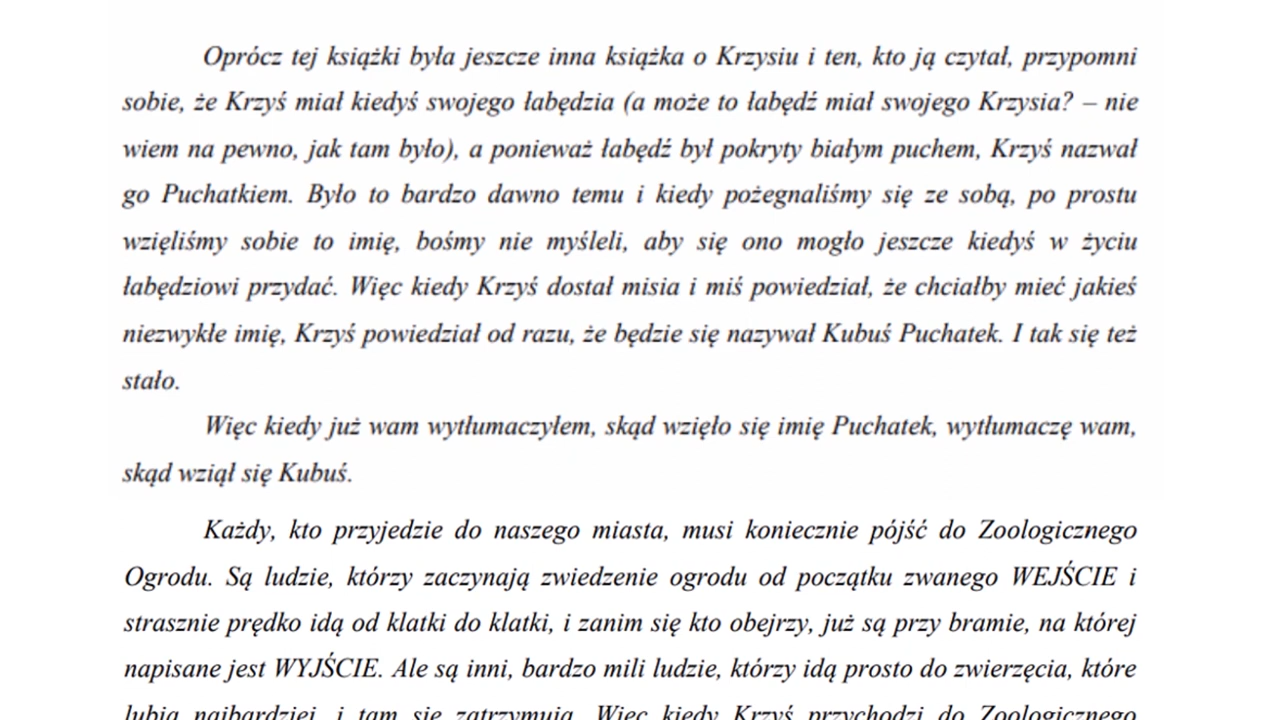 Oprócz tej książki była jeszcze inna książka o Krzysiu i ten, kto ją czytał, przypomni
sobie, że Krzyś miał kiedyś swojego łabędzia (a może to łabędź miał swojego Krzysia? – nie
wiem na pewno, jak tam było), a ponieważ łabędź był pokryty białym puchem, Krzyś nazwał
go Puchatkiem. Było to bardzo dawno temu i kiedy pożegnaliśmy się ze sobą, po prostu
wzięliśmy sobie to imię, bośmy nie myśleli, aby się ono mogło jeszcze kiedyś w życiu
łabędziowi przydać. Więc kiedy Krzyś dostał misia i miś powiedział, że chciałby mieć jakieś
niezwykłe imię, Krzyś powiedział od razu, że będzie się nazywał Kubuś Puchatek. I tak się też
stało.
Więc kiedy już wam wytłumaczyłem, skąd wzięło się imię Puchatek, wytłumaczę wam,
skąd wziął się Kubuś.
Każdy, kto przyjedzie do naszego miasta, musi koniecznie pójść do Zoologicznego
Ogrodu. Są ludzie, którzy zaczynają zwiedzenie ogrodu od początku zwanego WEJŚCIE i
strasznie prędko idą od klatki do klatki, i zanim się kto obejrzy, już są przy bramie, na której
napisane jest WYJŚCIE. Ale są inni, bardzo mili ludzie, którzy idą prosto do zwierzęcia, które
lubią najbardziej, i tam się zatrzymują. Więc kiedy Krzyś przychodzi do Zoologicznego